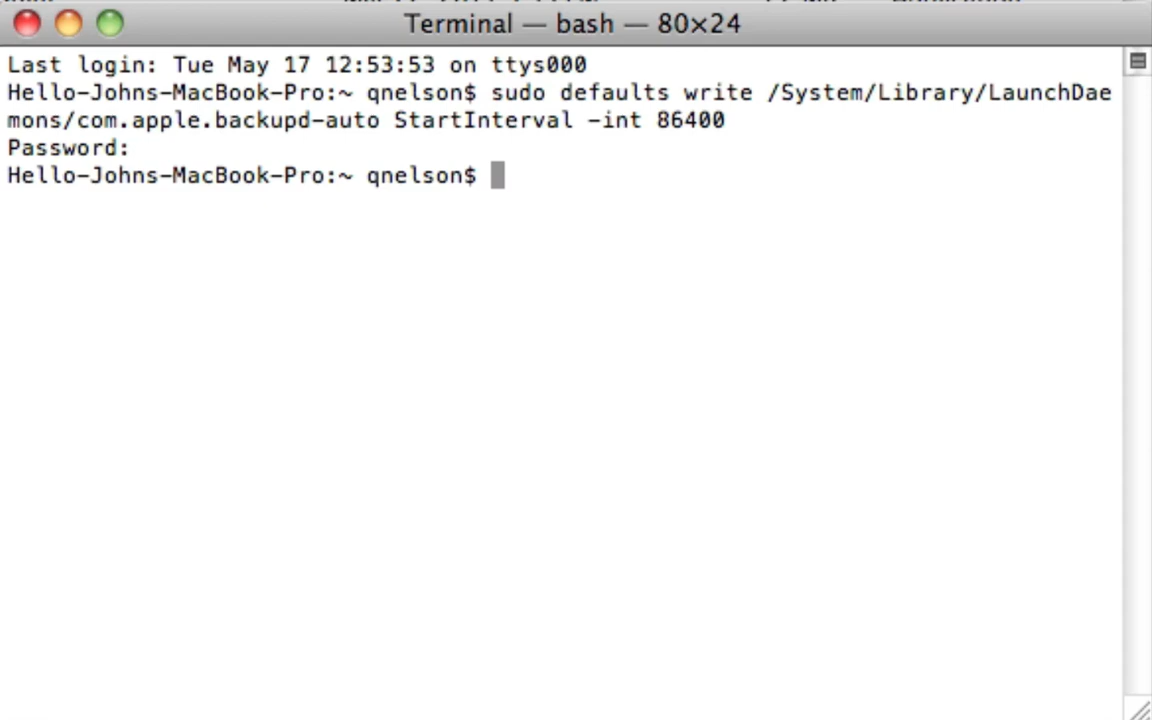 Terminal — bash — 80×24
Last login: Tue May 17 12:53:53 on ttys000
Hello-Johns-MacBook-Pro:~ qnelson$ sudo defaults write /System/Library/LaunchDae
mons/com.apple.backupd-auto StartInterval -int 86400
Password:
Hello-Johns-MacBook-Pro:~ qnelson$